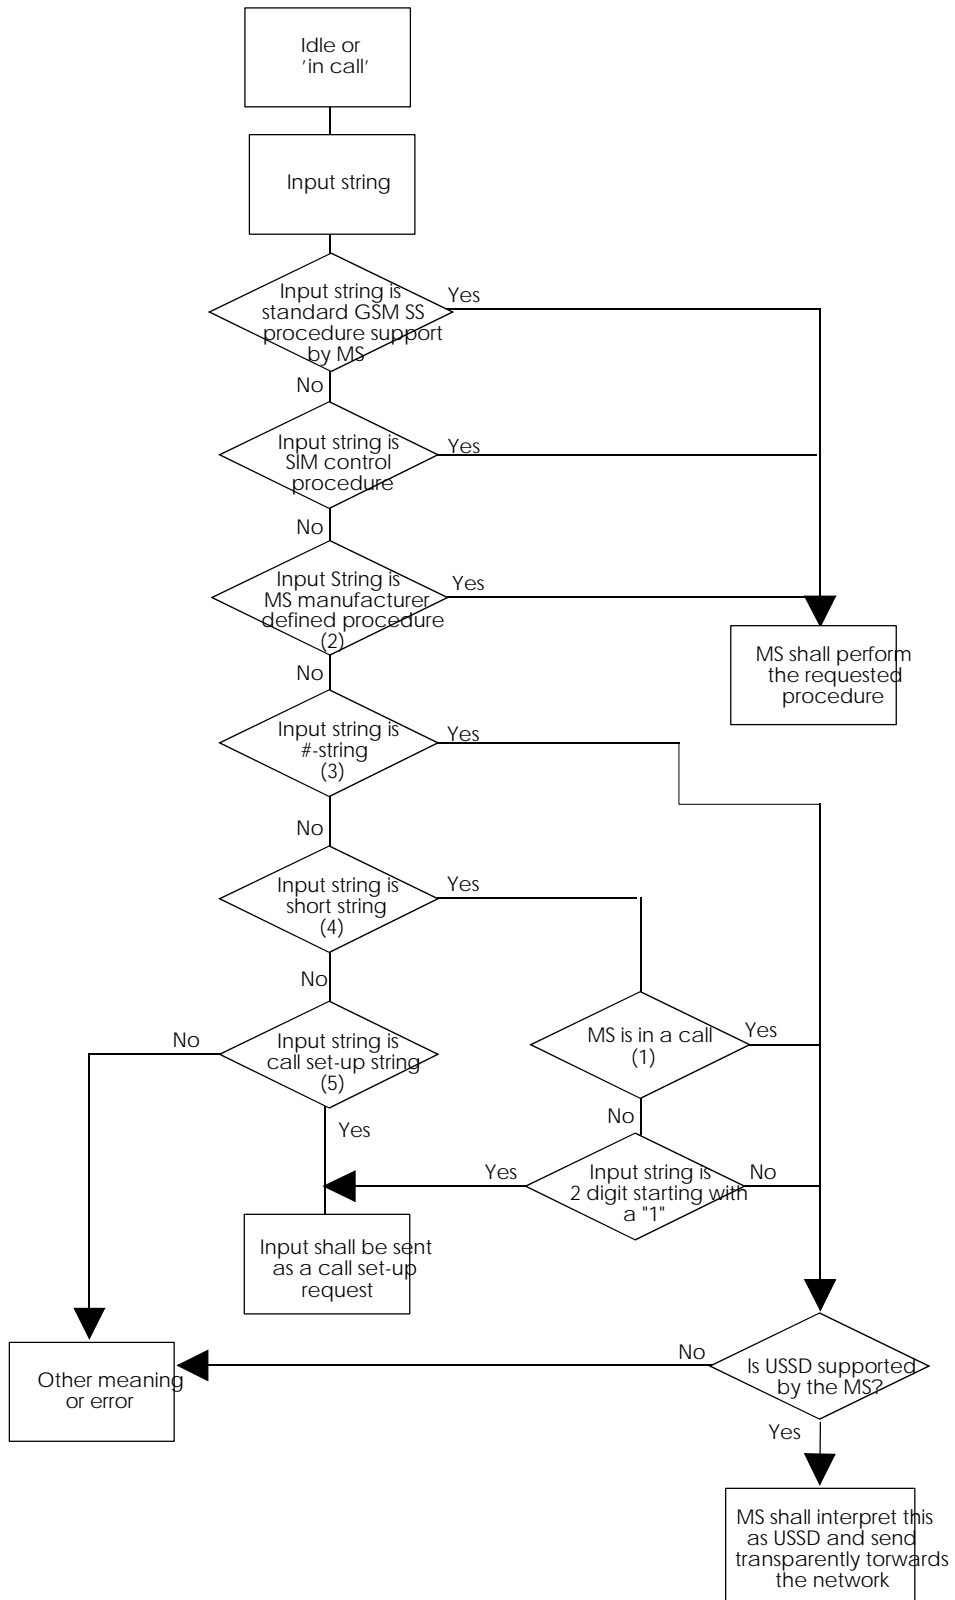 Idle or
'in call'
Input string
Input string is
standard GSM SS
procedure support
by MS
Yes
No
Input string is
SIM control
procedure
Yes
No
Input String is
MS manufacturer
defined procedure
(2)
Yes
MS shall perform
the requested
procedure
No
Input string is
#-string
(3)
Yes
No
Input string is
short string
(4)
Yes
No
MS is in a call
(1)
Yes
No
Input string is
call set-up string
(5)
No
Yes
Yes
Input string is
2 digit starting with
a "1"
No
Input shall be sent
as a call set-up
request
No
Is USSD supported
by the MS?
Other meaning
or error
Yes
MS shall interpret this
as USSD and send
transparently torwards
the network